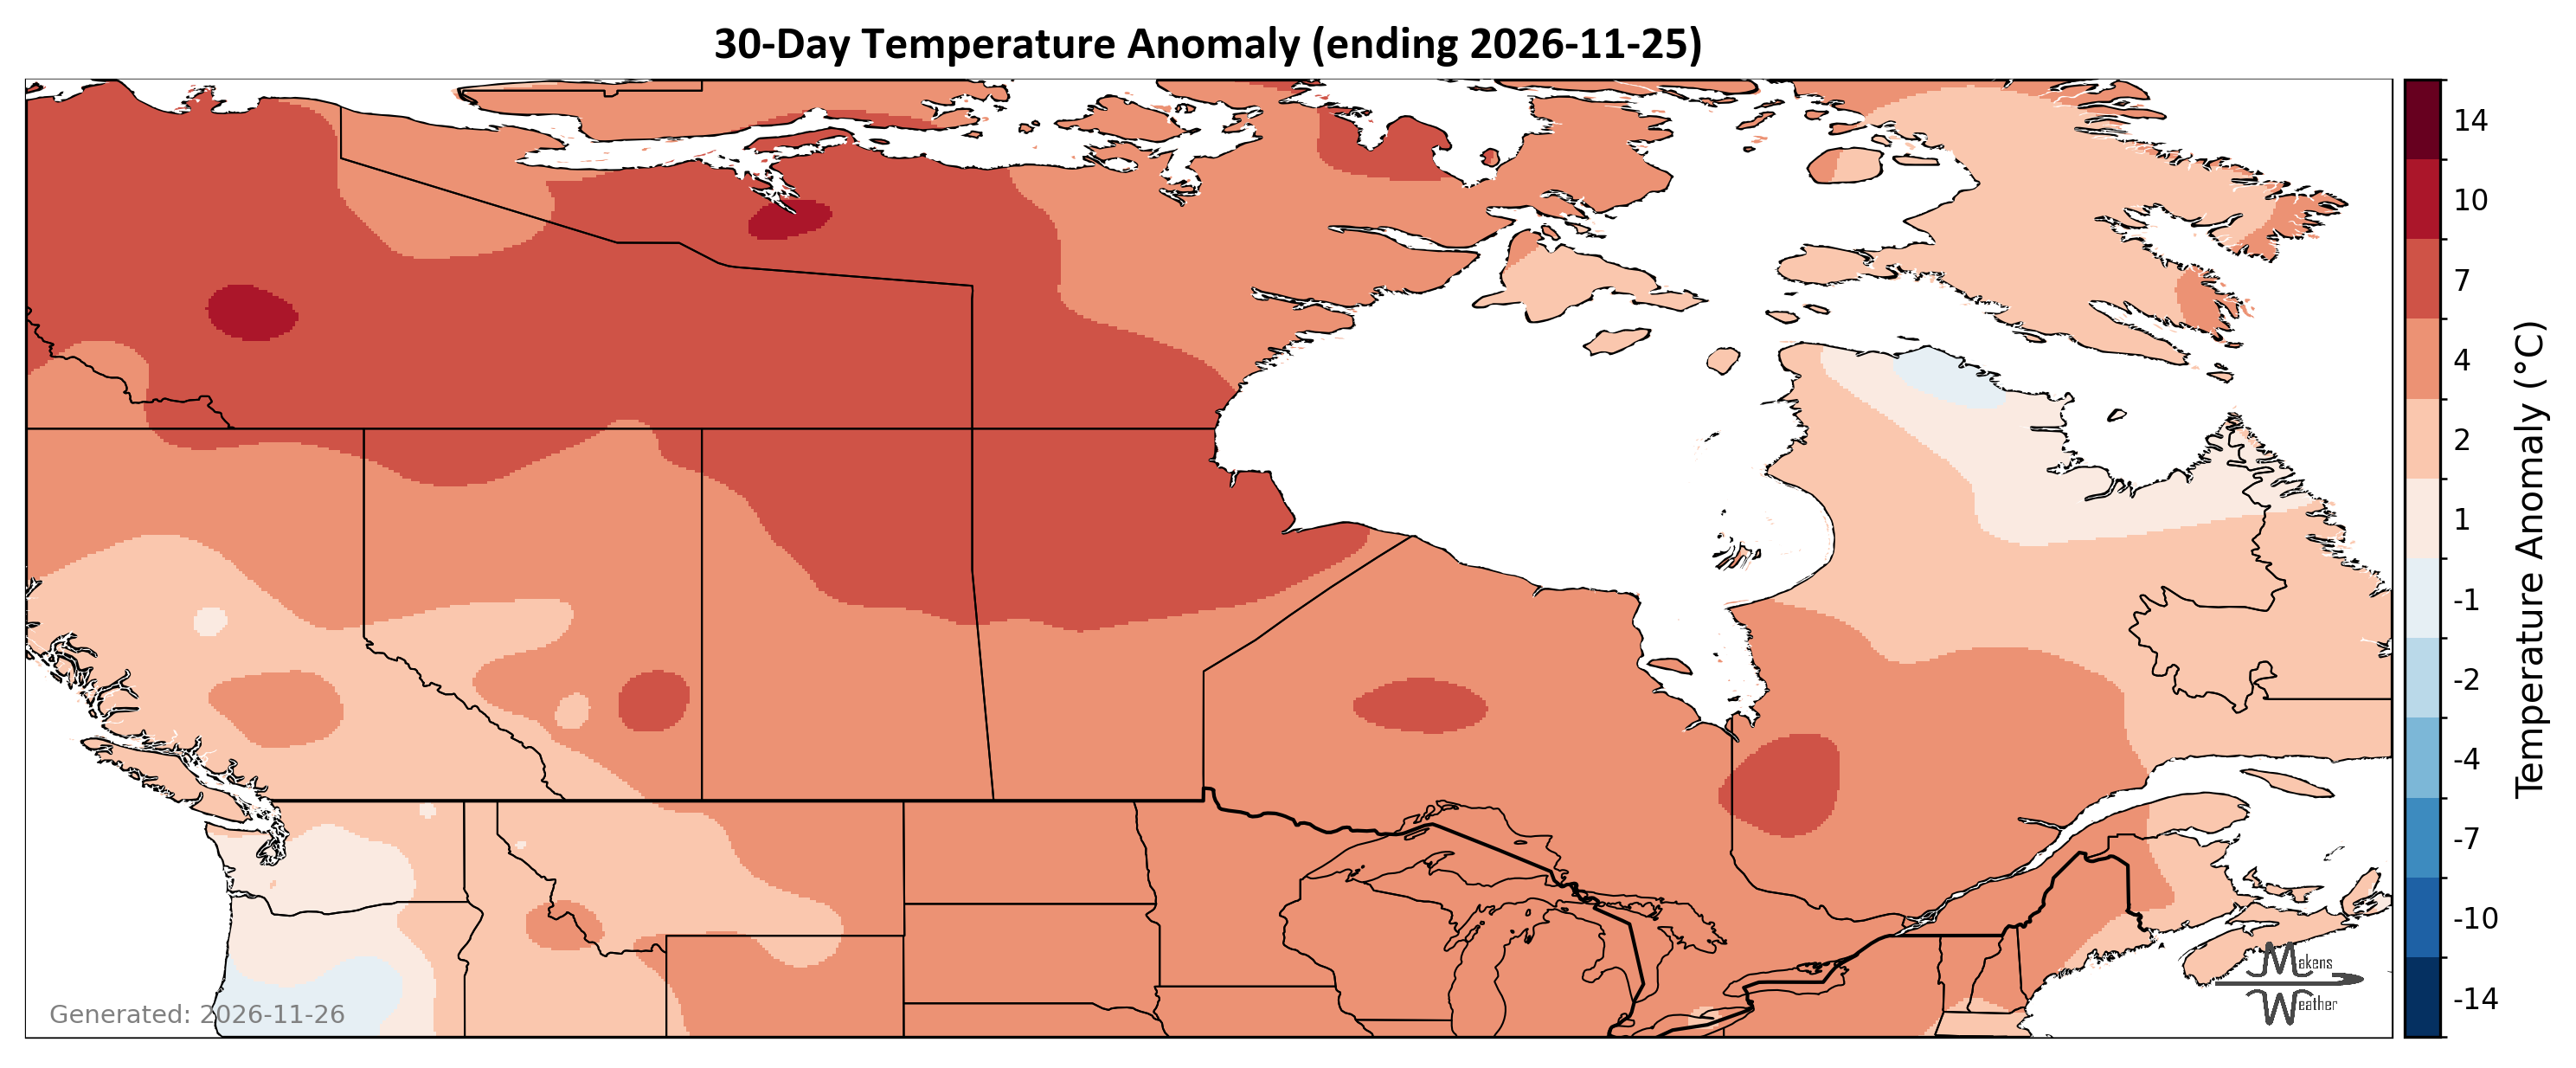 30-Day Temperature Anomaly (ending 2026-11-25)
14
10
7
4
2
1
-1
-2
-4
-7
-10
-14
Temperature Anomaly (°C)
Generated: 2026-11-26
Makens
Weather